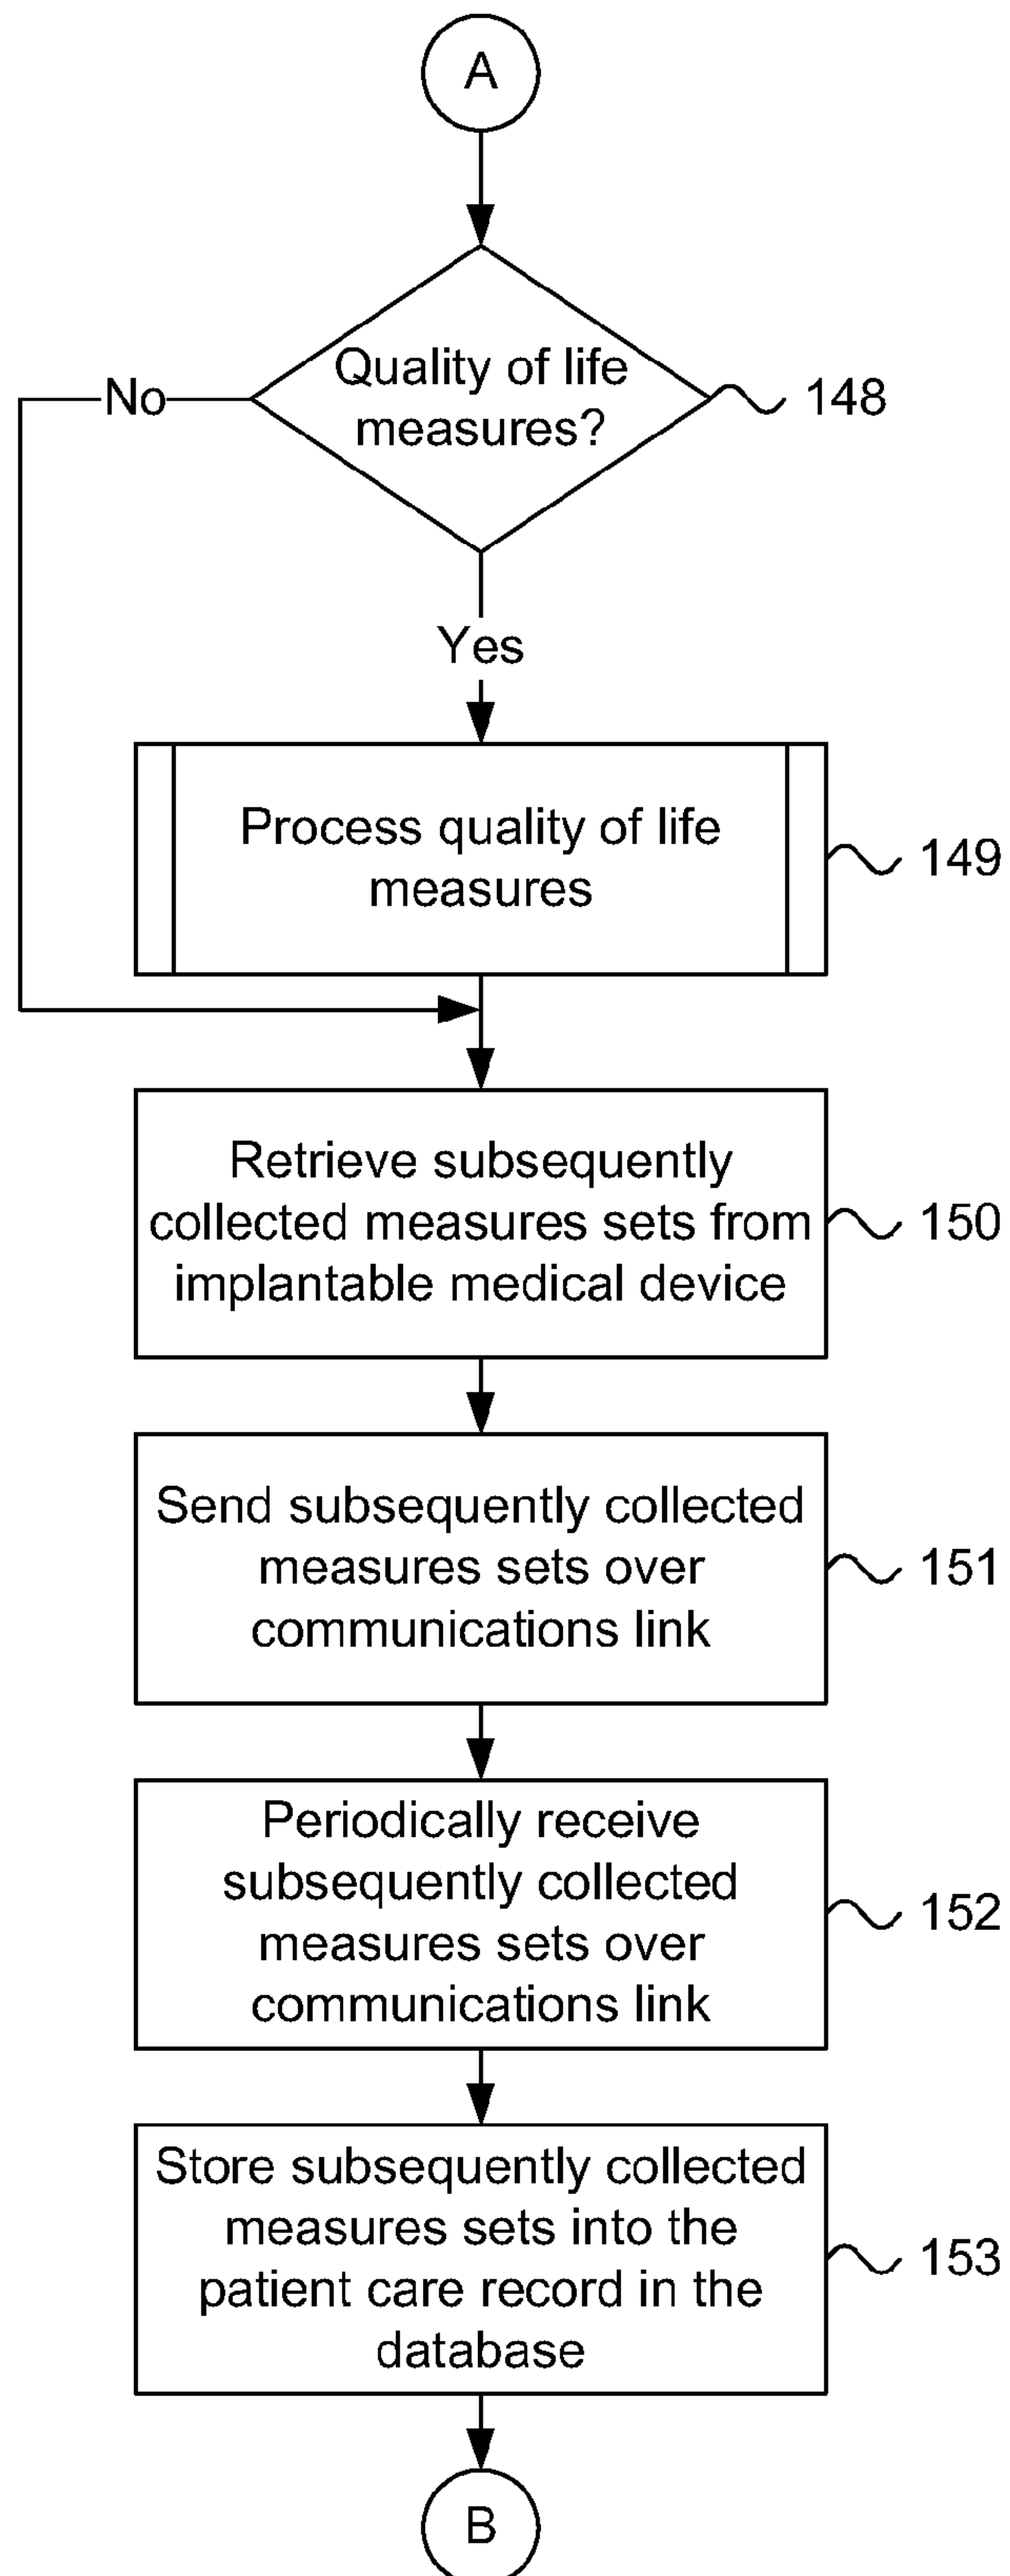 A
Quality of life
measures?
148
No
Yes
Process quality of life
measures
149
Retrieve subsequently
collected measures sets from
implantable medical device
150
Send subsequently collected
measures sets over
communications link
151
Periodically receive
subsequently collected
measures sets over
communications link
152
Store subsequently collected
measures sets into the
patient care record in the
database
153
B